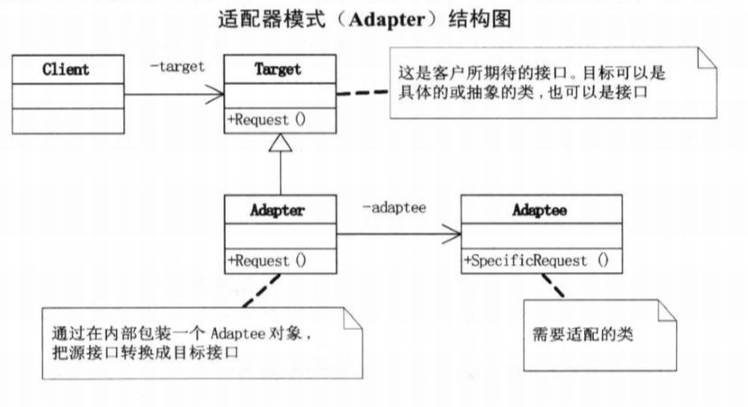 适配器模式（Adapter）结构图
Client
-target
Target
+Request()
这是客户所期待的接口。目标可以是
具体的或抽象的类,也可以是接口
Adapter
+Request()
-adaptee
Adaptee
+SpecificRequest ()
通过在内部包装一个 Adaptee 对象,
把源接口转换成目标接口
需要适配的类